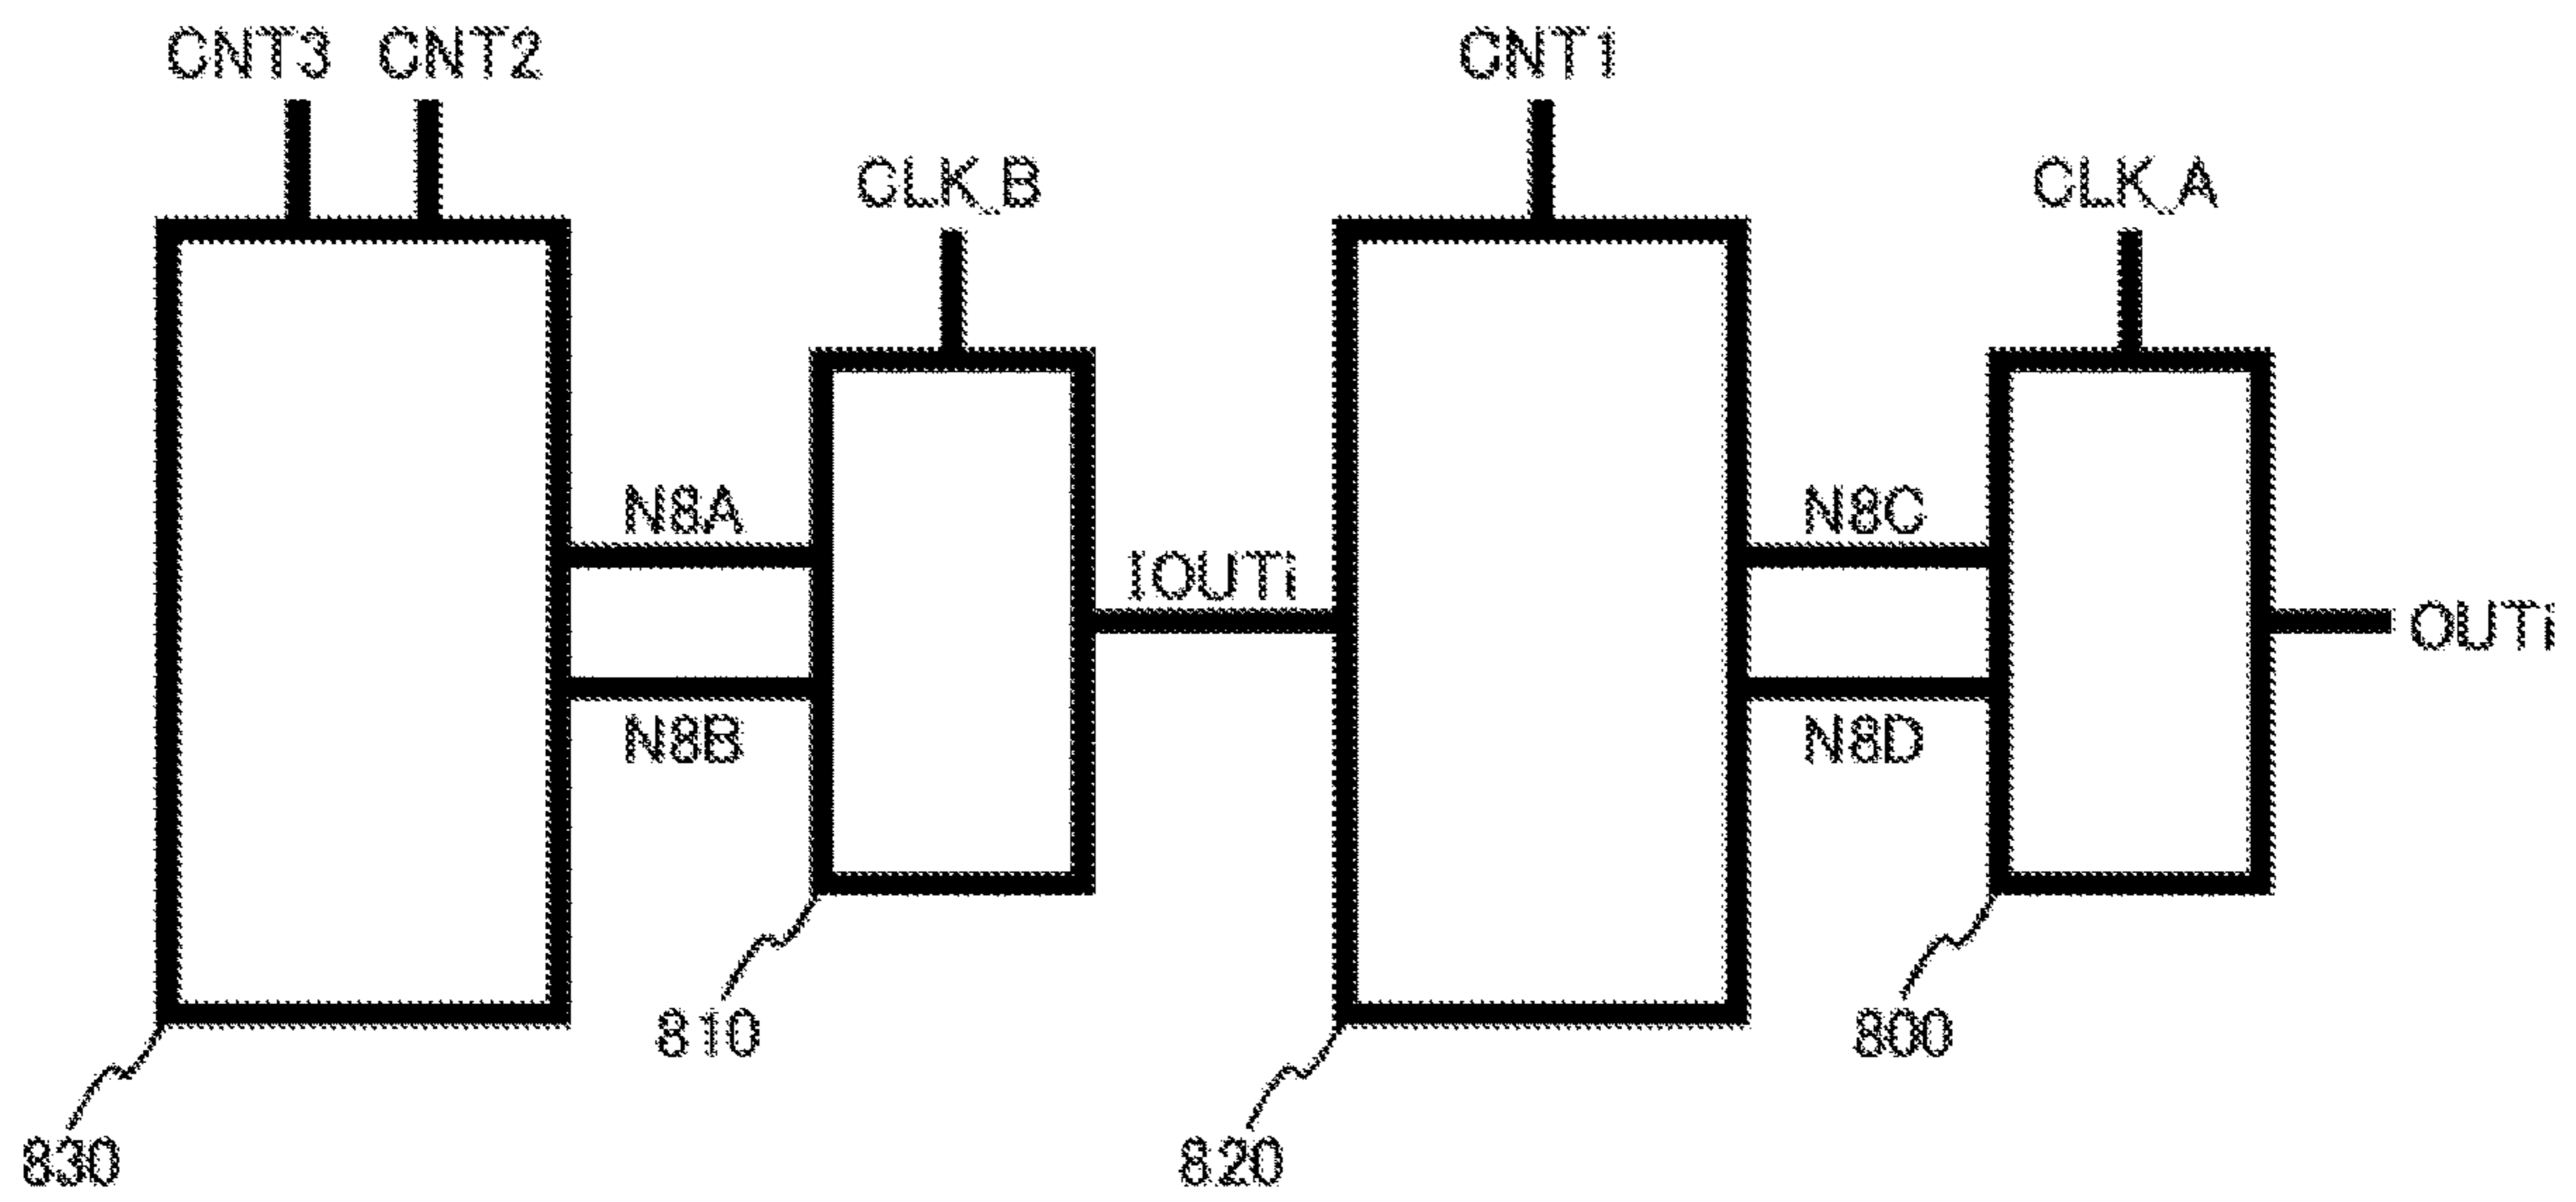 CNT3 CNT2 CNT1
CLK_B CLK_A
N8A N8C
IOUTi
OUTi
N8B N8D
810 800
830 820